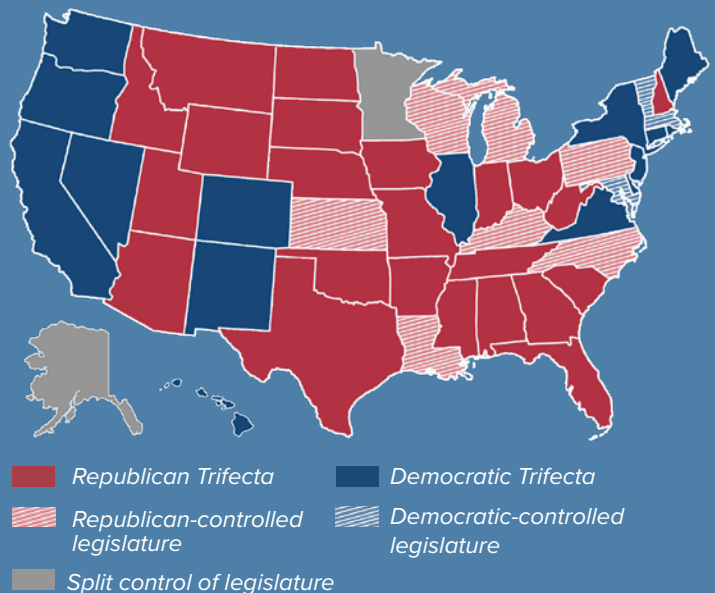 Republican Trifecta
Democratic Trifecta
Republican-controlled
legislature
Democratic-controlled
legislature
Split control of legislature